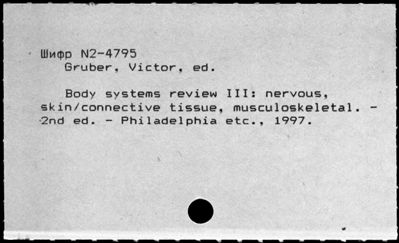 Шифр N2-4795
Gruber, Victor, ed.
Body systems review III: nervous,
skin/connective tissue, musculoskeletal. -
2nd ed. - Philadelphia etc., 1997.